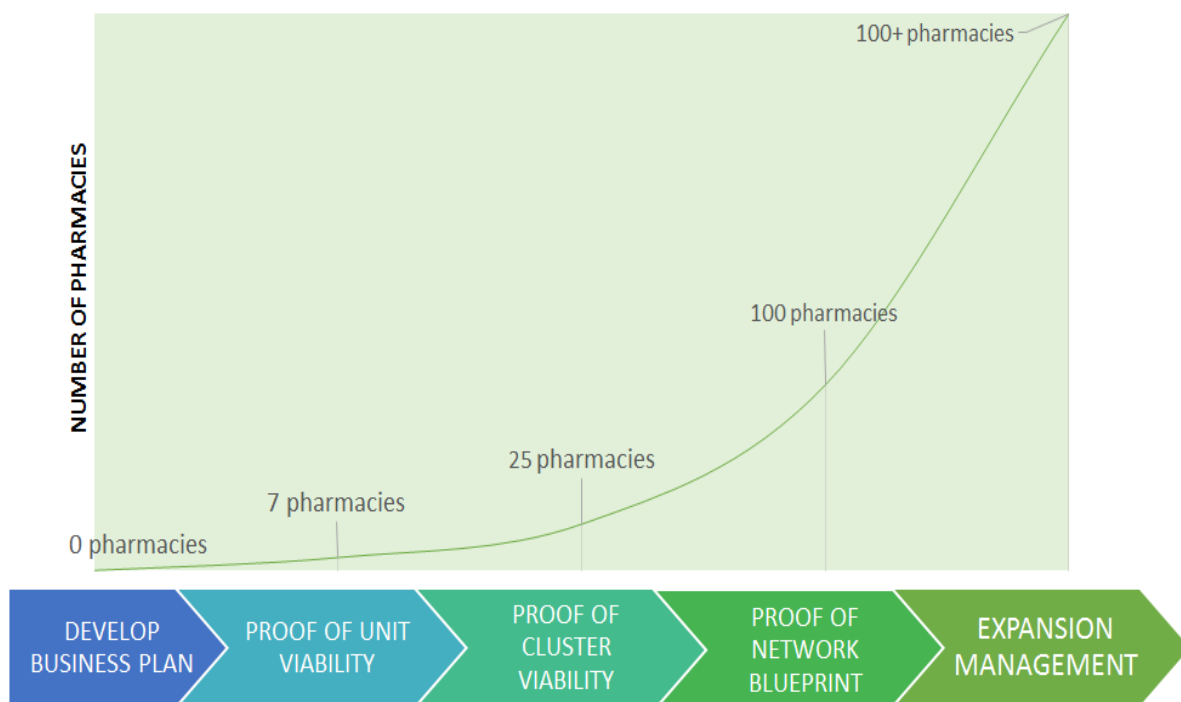 100+ pharmacies
NUMBER OF PHARMACIES
100 pharmacies
25 pharmacies
7 pharmacies
0 pharmacies
DEVELOP
BUSINESS PLAN
PROOF OF UNIT
VIABILITY
PROOF OF
CLUSTER
VIABILITY
PROOF OF
NETWORK
BLUEPRINT
EXPANSION
MANAGEMENT